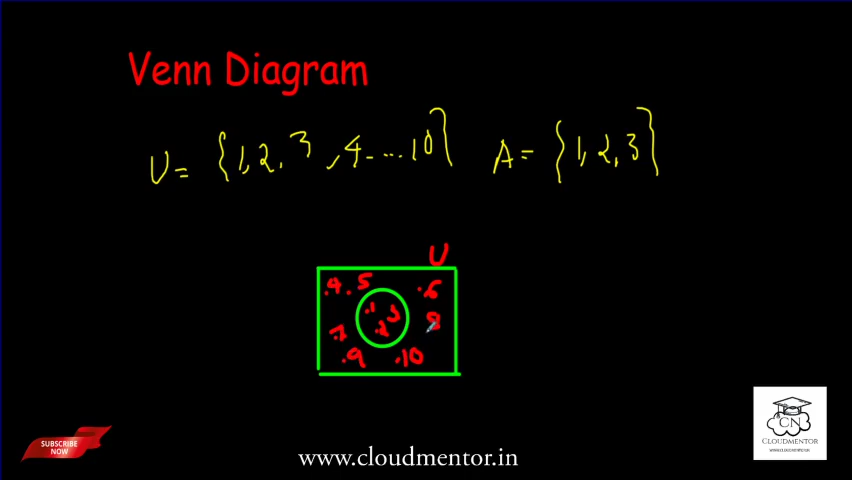 Venn Diagram
U = {1, 2, 3, 4 - ... 10} A = {1, 2, 3}
U
.4 .5 .6
.1 3
.7 .2 8
.9 .10
SUBSCRIBE
NOW
CN
CLOUDMENTOR
www.cloudmentor.in